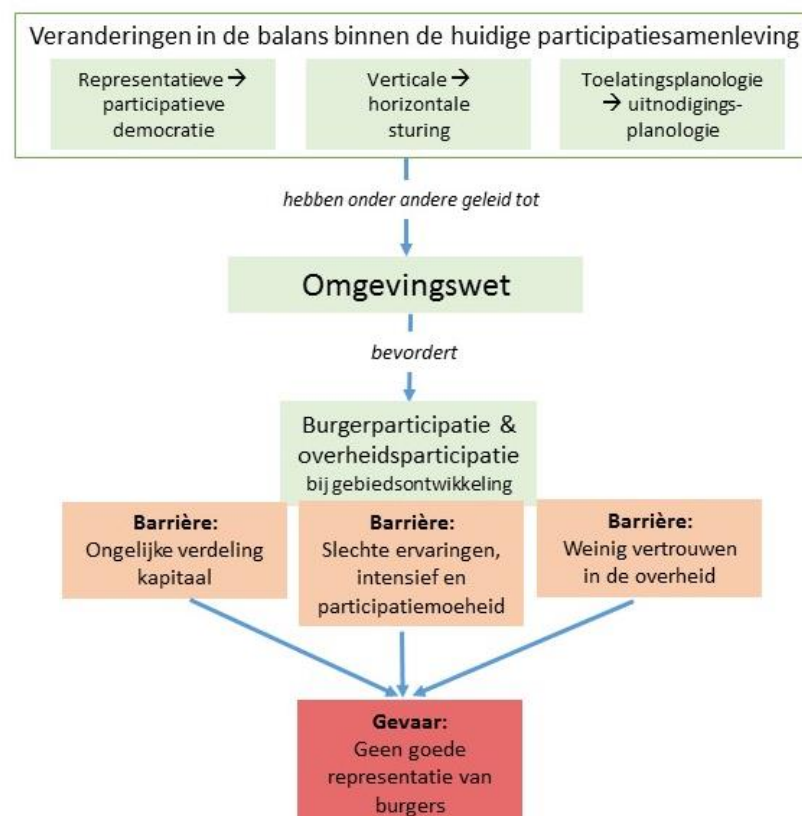 Veranderingen in de balans binnen de huidige participatiesamenleving
Representatieve →
participatieve
democratie
Verticale →
horizontale
sturing
Toelatingsplanologie
→ uitnodigings-
planologie
hebben onder andere geleid tot
Omgevingswet
bevordert
Burgerparticipatie &
overheidsparticipatie
bij gebiedsontwikkeling
Barrière:
Ongelijke verdeling
kapitaal
Barrière:
Slechte ervaringen,
intensief en
participatiemoeheid
Barrière:
Weinig vertrouwen
in de overheid
Gevaar:
Geen goede
representatie van
burgers